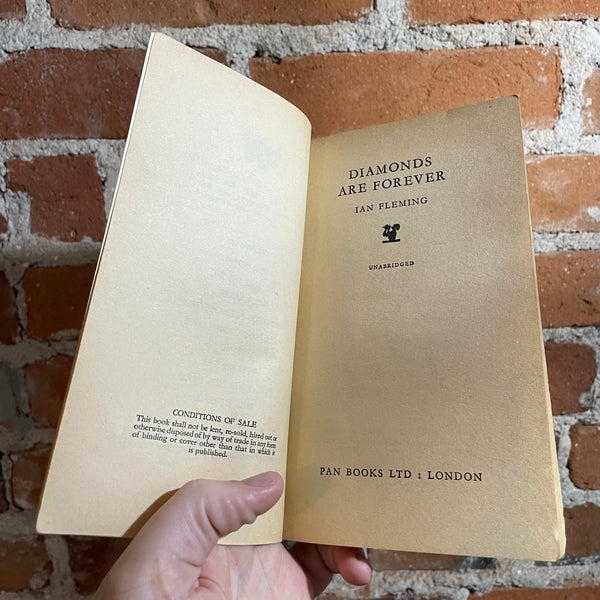 CONDITIONS OF SALE
This book shall not be lent, re-sold, hired out or
otherwise disposed of by way of trade in any form
of binding or cover other than that in which it
is published.
DIAMONDS
ARE FOREVER
IAN FLEMING
UNABRIDGED
PAN BOOKS LTD : LONDON